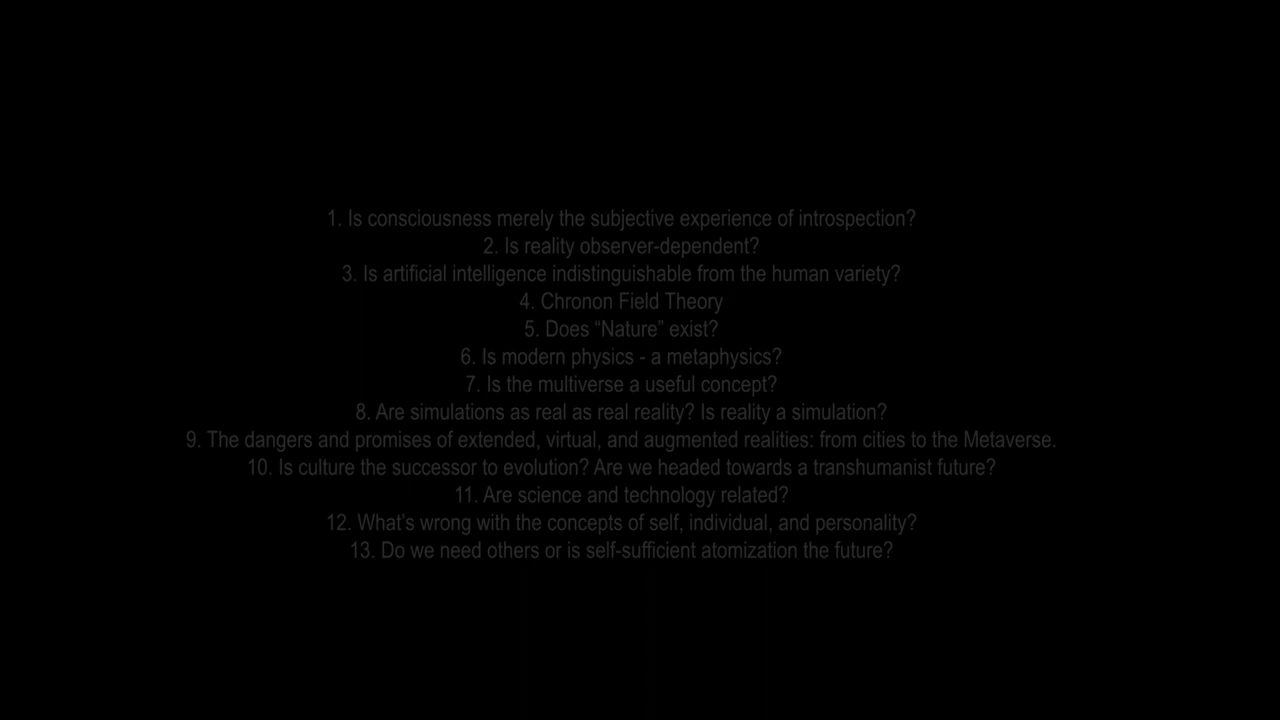 1. Is consciousness merely the subjective experience of introspection?
2. Is reality observer-dependent?
3. Is artificial intelligence indistinguishable from the human variety?
4. Chronon Field Theory
5. Does “Nature” exist?
6. Is modern physics - a metaphysics?
7. Is the multiverse a useful concept?
8. Are simulations as real as real reality? Is reality a simulation?
9. The dangers and promises of extended, virtual, and augmented realities: from cities to the Metaverse.
10. Is culture the successor to evolution? Are we headed towards a transhumanist future?
11. Are science and technology related?
12. What’s wrong with the concepts of self, individual, and personality?
13. Do we need others or is self-sufficient atomization the future?